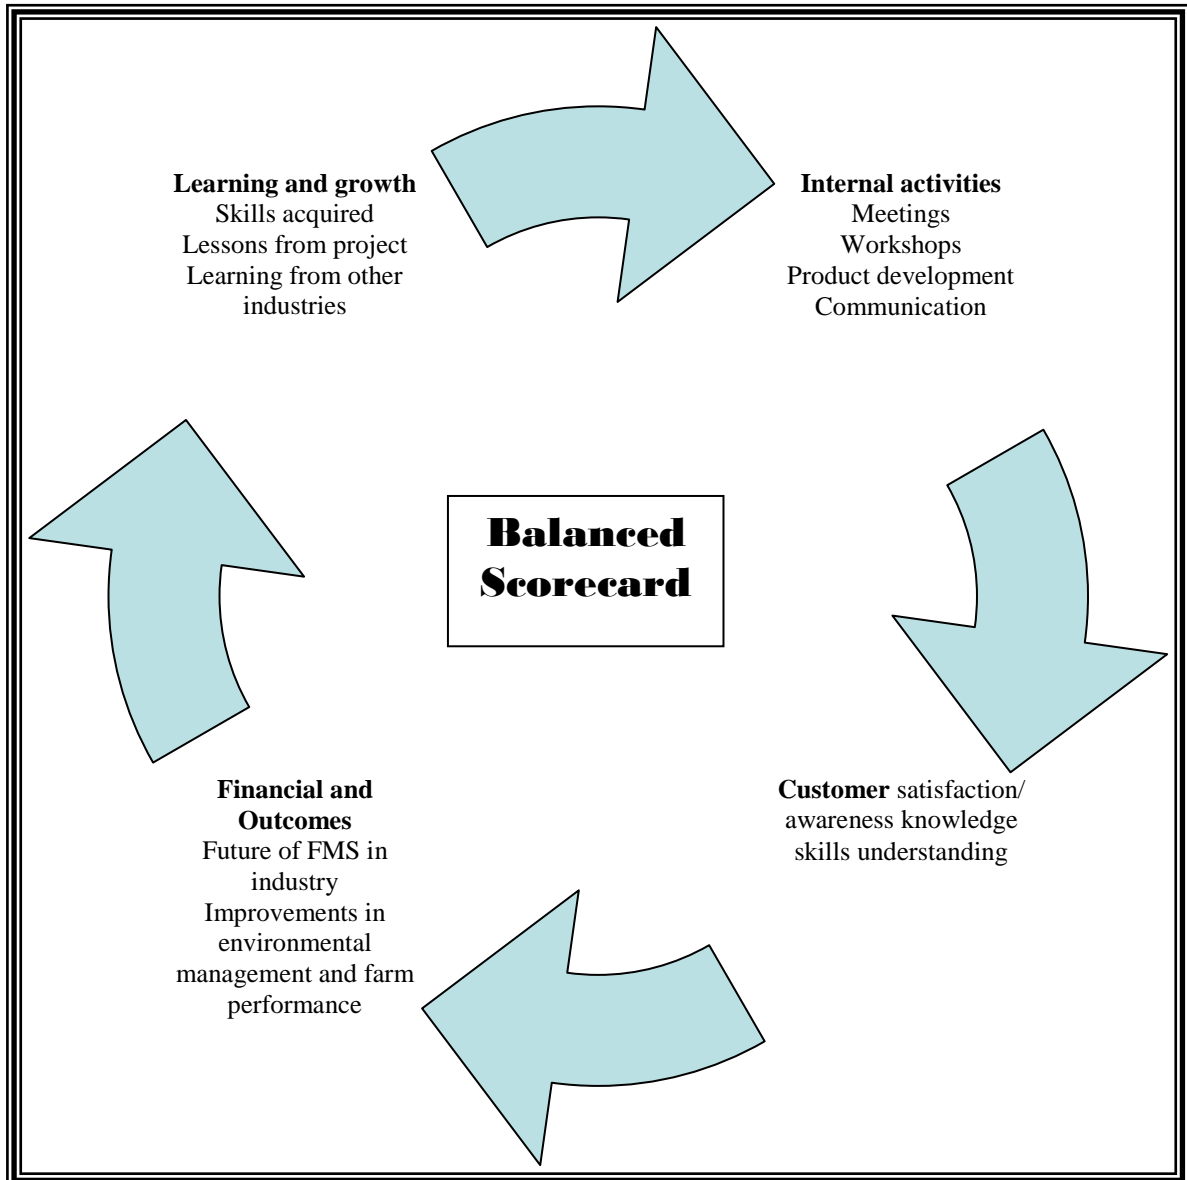 Learning and growth
Skills acquired
Lessons from project
Learning from other
industries
Internal activities
Meetings
Workshops
Product development
Communication
Balanced
Scorecard
Financial and
Outcomes
Future of FMS in
industry
Improvements in
environmental
management and farm
performance
Customer satisfaction/
awareness knowledge
skills understanding